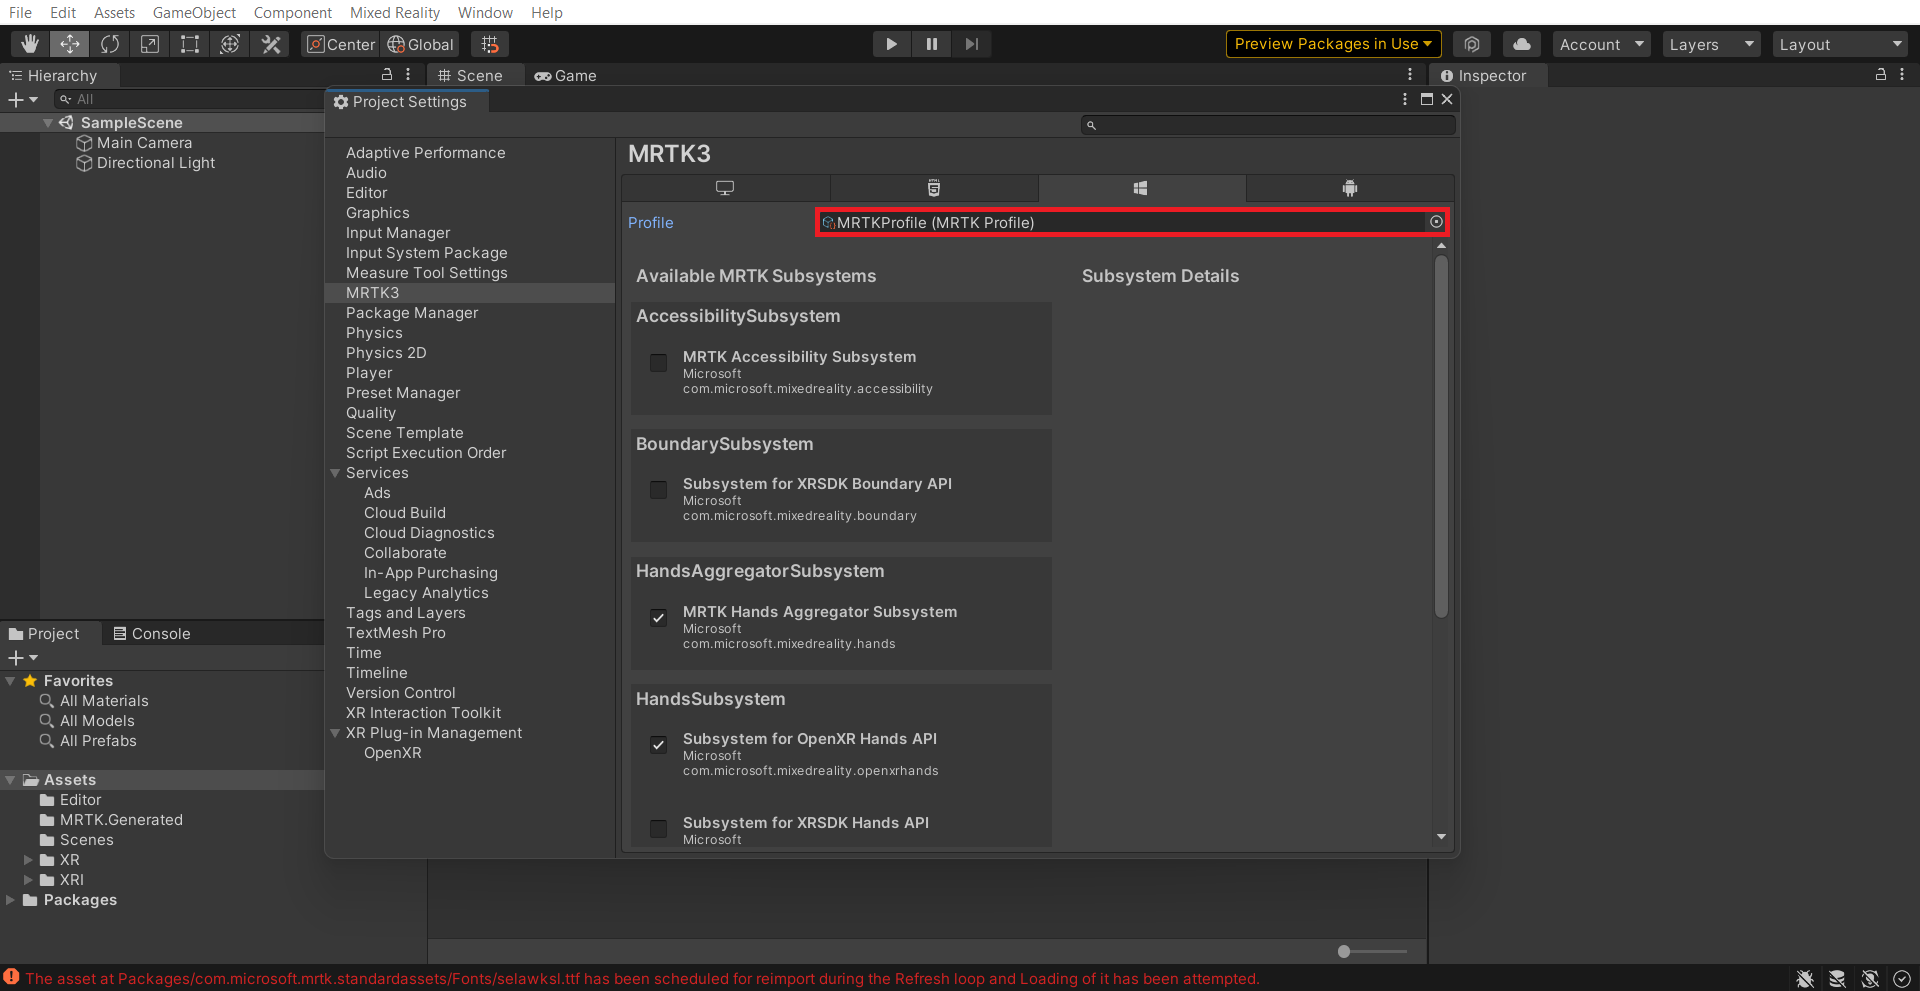 File Edit Assets GameObject Component Mixed Reality Window Help
Center Global Preview Packages in Use Account Layers Layout
Hierarchy Scene Game Inspector
All
Project Settings
SampleScene
Main Camera
Directional Light
Adaptive Performance
Audio
Editor
Graphics
Input Manager
Input System Package
Measure Tool Settings
MRTK3
Package Manager
Physics
Physics 2D
Player
Preset Manager
Quality
Scene Template
Script Execution Order
Services
Ads
Cloud Build
Cloud Diagnostics
Collaborate
In-App Purchasing
Legacy Analytics
Tags and Layers
TextMesh Pro
Time
Timeline
Version Control
XR Interaction Toolkit
XR Plug-in Management
OpenXR
MRTK3
Profile MRTKProfile (MRTK Profile)
Available MRTK Subsystems Subsystem Details
AccessibilitySubsystem
MRTK Accessibility Subsystem
Microsoft
com.microsoft.mixedreality.accessibility
BoundarySubsystem
Subsystem for XRSDK Boundary API
Microsoft
com.microsoft.mixedreality.boundary
HandsAggregatorSubsystem
MRTK Hands Aggregator Subsystem
Microsoft
com.microsoft.mixedreality.hands
HandsSubsystem
Subsystem for OpenXR Hands API
Microsoft
com.microsoft.mixedreality.openxrhands
Subsystem for XRSDK Hands API
Microsoft
Project Console
Favorites
All Materials
All Models
All Prefabs
Assets
Editor
MRTK.Generated
Scenes
XR
XRI
Packages
The asset at Packages/com.microsoft.mrtk.standardassets/Fonts/selawksl.ttf has been scheduled for reimport during the Refresh loop and Loading of it has been attempted.